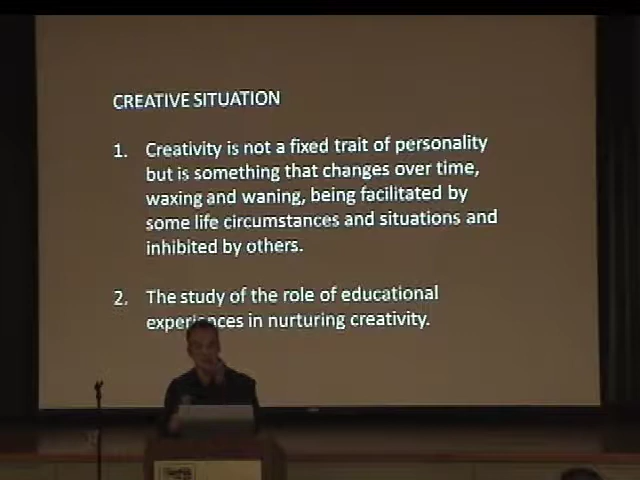 CREATIVE SITUATION
1. Creativity is not a fixed trait of personality
but is something that changes over time,
waxing and waning, being facilitated by
some life circumstances and situations and
inhibited by others.
2. The study of the role of educational
experiences in nurturing creativity.